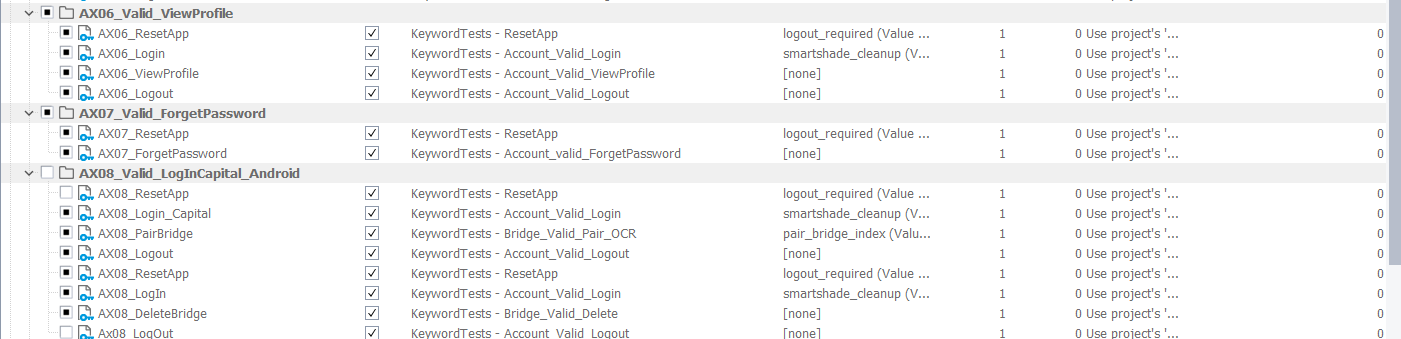 AX06_Valid_ViewProfile
AX06_ResetApp KeywordTests - ResetApp logout_required (Value ... 1 0 Use project's '... 0
AX06_Login KeywordTests - Account_Valid_Login smartshade_cleanup (V... 1 0 Use project's '... 0
AX06_ViewProfile KeywordTests - Account_Valid_ViewProfile [none] 1 0 Use project's '... 0
AX06_Logout KeywordTests - Account_Valid_Logout [none] 1 0 Use project's '... 0
AX07_Valid_ForgetPassword
AX07_ResetApp KeywordTests - ResetApp logout_required (Value ... 1 0 Use project's '... 0
AX07_ForgetPassword KeywordTests - Account_valid_ForgetPassword [none] 1 0 Use project's '... 0
AX08_Valid_LogInCapital_Android
AX08_ResetApp KeywordTests - ResetApp logout_required (Value ... 1 0 Use project's '... 0
AX08_Login_Capital KeywordTests - Account_Valid_Login smartshade_cleanup (V... 1 0 Use project's '... 0
AX08_PairBridge KeywordTests - Bridge_Valid_Pair_OCR pair_bridge_index (Valu... 1 0 Use project's '... 0
AX08_Logout KeywordTests - Account_Valid_Logout [none] 1 0 Use project's '... 0
AX08_ResetApp KeywordTests - ResetApp logout_required (Value ... 1 0 Use project's '... 0
AX08_LogIn KeywordTests - Account_Valid_Login smartshade_cleanup (V... 1 0 Use project's '... 0
AX08_DeleteBridge KeywordTests - Bridge_Valid_Delete [none] 1 0 Use project's '... 0
Ax08_LogOut KeywordTests - Account_Valid_Logout [none] 1 0 Use project's '... 0